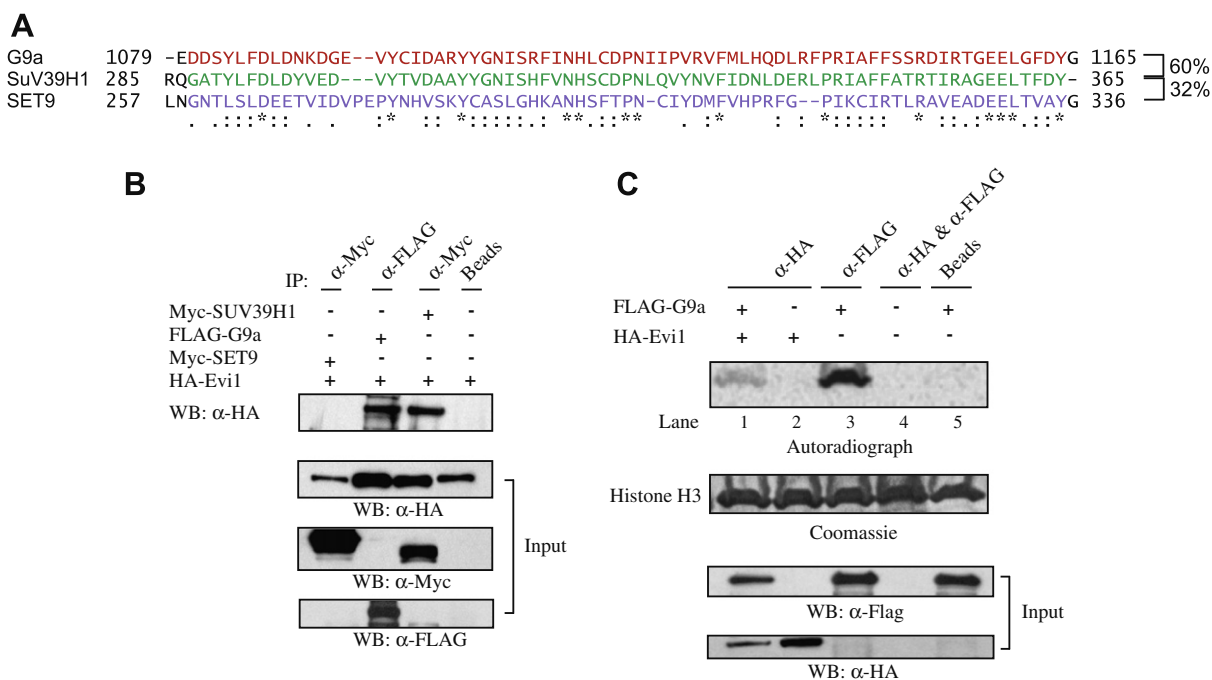 A
G9a 1079 -EDDSYLFDLDNKDGE--VYCIDARYYGNISRFINHLCDPNIIPVRVFMLHQDLRFPRIAFFSSRDIRTGEELGFDYG 1165
SuV39H1 285 RQGATYLFDLDYVED---VYTVDAAYYGNISHFVNHSCDPNLQVYNVFIDNLDERLPRIAFFATRTIRAGEELTFDY- 365
SET9 257 LNGNTLSLDEETVIDVPEPYNHVSKYCASLGHKANHSFTPN-CIYDMFVHPRFG--PIKCIRTLRAVEADEELTVAYG 336
. .:::*:: . . :* :: *::::.: **.::** . :* : : *::::: * ::.:***.::*
60%
32%
B
IP: α-Myc α-FLAG α-Myc Beads
Myc-SUV39H1 - - + -
FLAG-G9a - + - -
Myc-SET9 + - - -
HA-Evi1 + + + +
WB: α-HA
WB: α-HA
WB: α-Myc
WB: α-FLAG
Input
C
α-HA α-FLAG α-HA & α-FLAG Beads
FLAG-G9a + - + - +
HA-Evi1 + + - - -
Lane 1 2 3 4 5
Autoradiograph
Histone H3
Coomassie
WB: α-Flag
WB: α-HA
Input